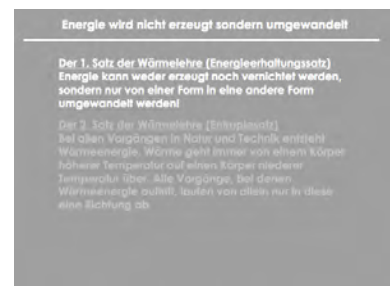 Energie wird nicht erzeugt sondern umgewandelt
Der 1. Satz der Wärmelehre (Energieerhaltungssatz)
Energie kann weder erzeugt noch vernichtet werden,
sondern nur von einer Form in eine andere Form
umgewandelt werden!
Der 2. Satz der Wärmelehre (Entropiesatz)
Bei allen Vorgängen in Natur und Technik entsteht
Wärmeenergie. Wärme geht immer von einem Körper
höherer Temperatur auf einen Körper niederer
Temperatur über. Alle Vorgänge, bei denen
Wärmeenergie auftritt, laufen von allein nur in diese
eine Richtung ab.